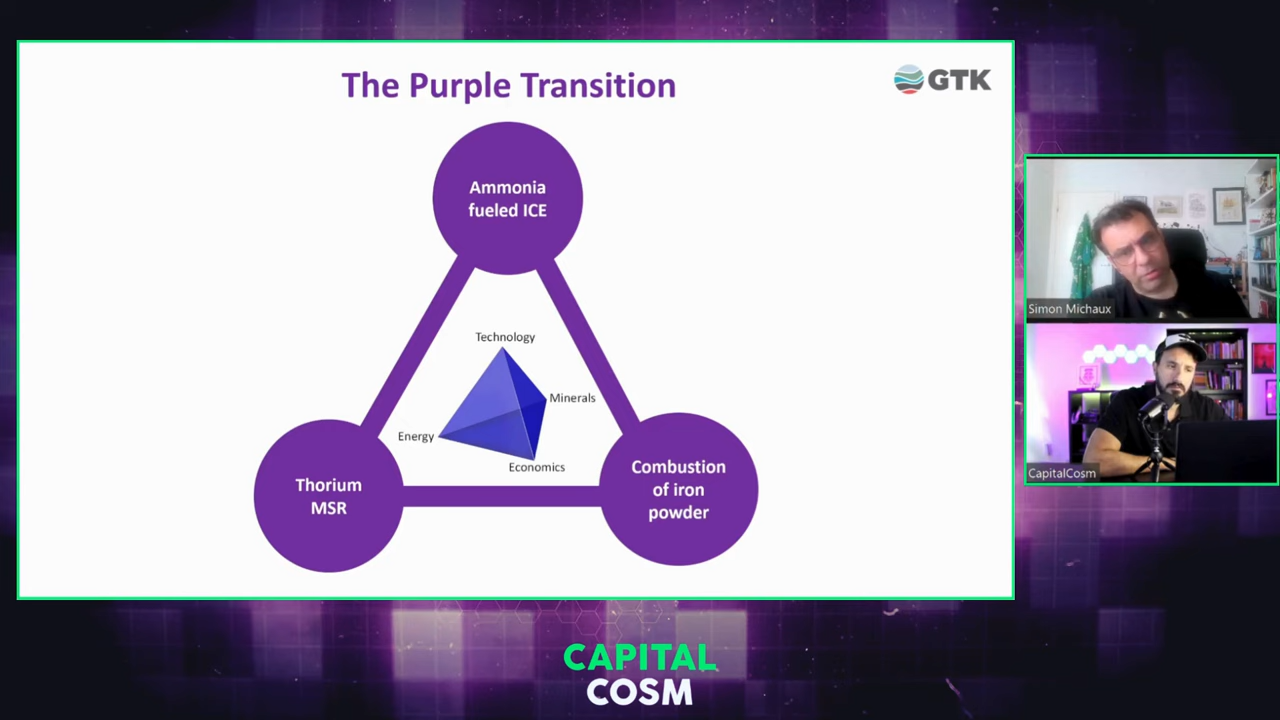 The Purple Transition
GTK
Ammonia
fueled ICE
Technology
Minerals
Energy
Economics
Thorium
MSR
Combustion
of iron
powder
Simon Michaux
CapitalCosm
CAPITAL
COSM